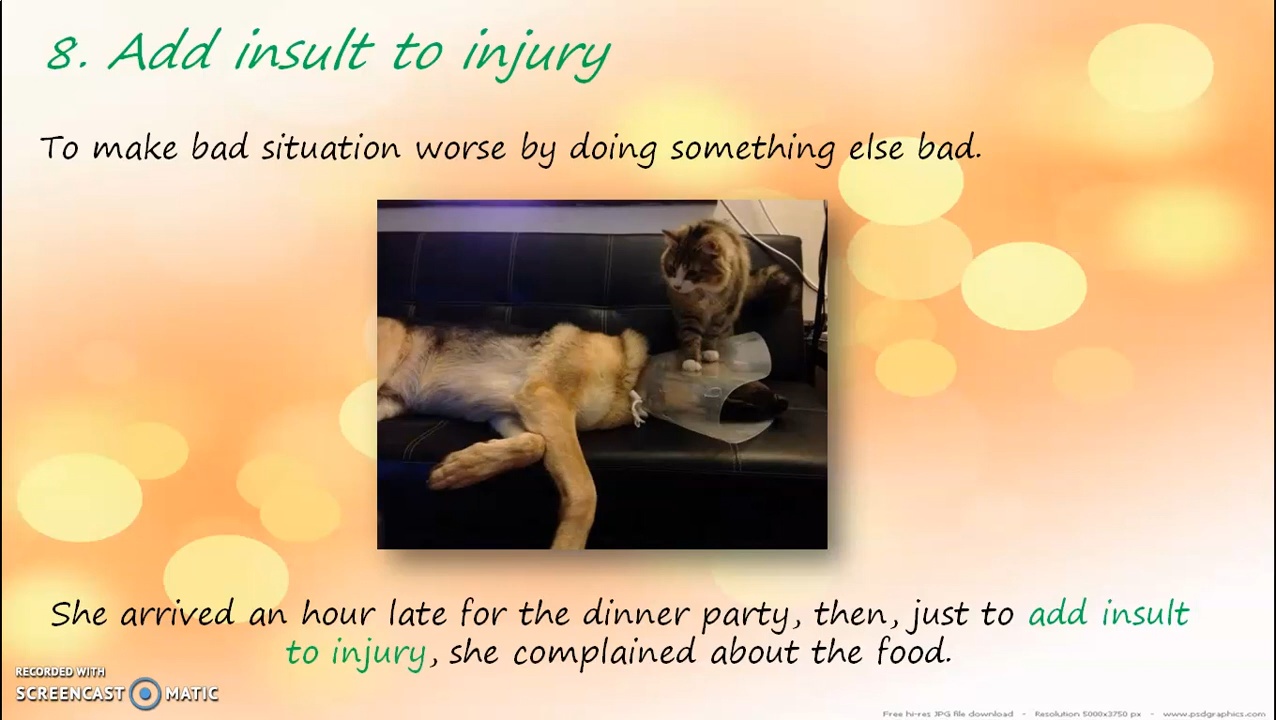 8. Add insult to injury
To make bad situation worse by doing something else bad.
She arrived an hour late for the dinner party, then, just to add insult
to injury, she complained about the food.
RECORDED WITH
SCREENCAST MATIC
Free hi-res JPG file download - Resolution 5000x3750 px - www.psdgraphics.com